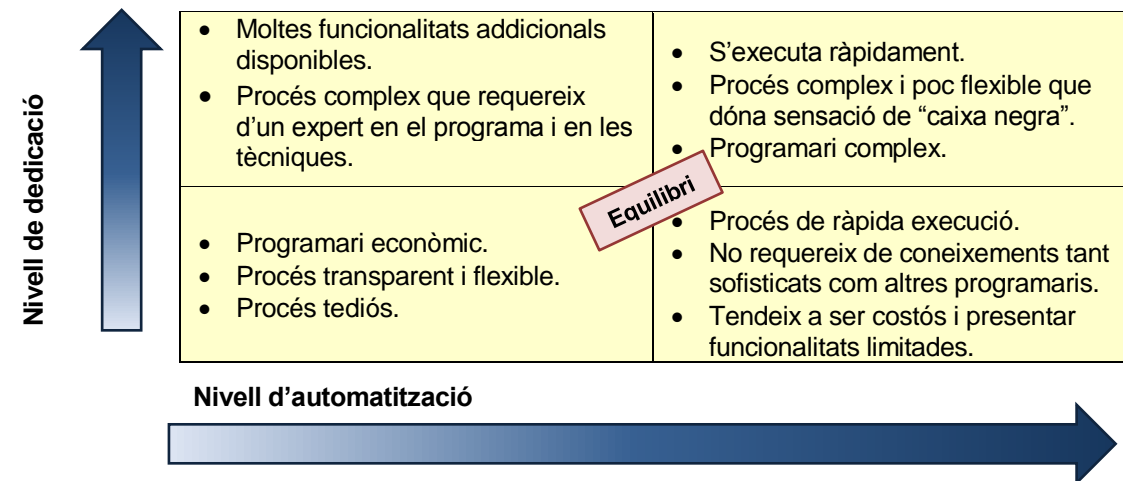 Nivell de dedicació
• Moltes funcionalitats addicionals
disponibles.
• Procés complex que requereix
d’un expert en el programa i en les
tècniques.
• S’executa ràpidament.
• Procés complex i poc flexible que
dóna sensació de “caixa negra”.
• Programari complex.
Equilibri
• Programari econòmic.
• Procés transparent i flexible.
• Procés tediós.
• Procés de ràpida execució.
• No requereix de coneixements tant
sofisticats com altres programaris.
• Tendeix a ser costós i presentar
funcionalitats limitades.
Nivell d’automatització